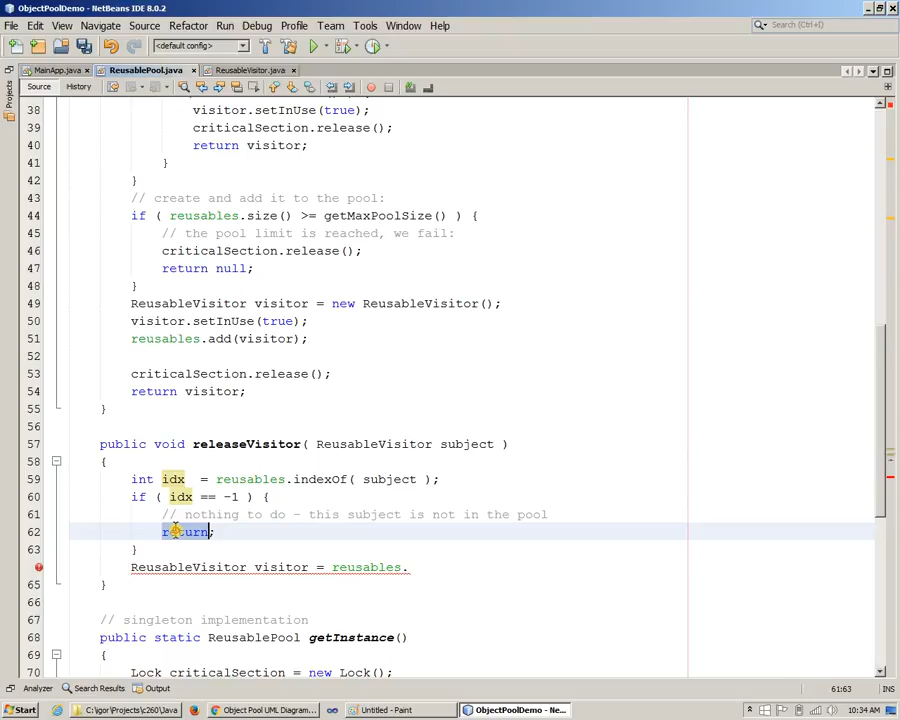 ObjectPoolDemo - NetBeans IDE 8.0.2
File Edit View Navigate Source Refactor Run Debug Profile Team Tools Window Help
Search (Ctrl+I)
<default config>
MainApp.java ReusablePool.java ReusableVisitor.java
Projects
Source History
38 visitor.setInUse(true);
39 criticalSection.release();
40 return visitor;
41 }
42 }
43 // create and add it to the pool:
44 if ( reusables.size() >= getMaxPoolSize() ) {
45 // the pool limit is reached, we fail:
46 criticalSection.release();
47 return null;
48 }
49 ReusableVisitor visitor = new ReusableVisitor();
50 visitor.setInUse(true);
51 reusables.add(visitor);
52
53 criticalSection.release();
54 return visitor;
55 }
56
57 public void releaseVisitor( ReusableVisitor subject )
58 {
59 int idx = reusables.indexOf( subject );
60 if ( idx == -1 ) {
61 // nothing to do - this subject is not in the pool
62 return;
63 }
ReusableVisitor visitor = reusables.
65 }
66
67 // singleton implementation
68 public static ReusablePool getInstance()
69 {
70 Lock criticalSection = new Lock();
Analyzer Search Results Output
61:63 INS
Start C:\igor\Projects\c260\Java Object Pool UML Diagram... Untitled - Paint ObjectPoolDemo - Ne... 10:34 AM